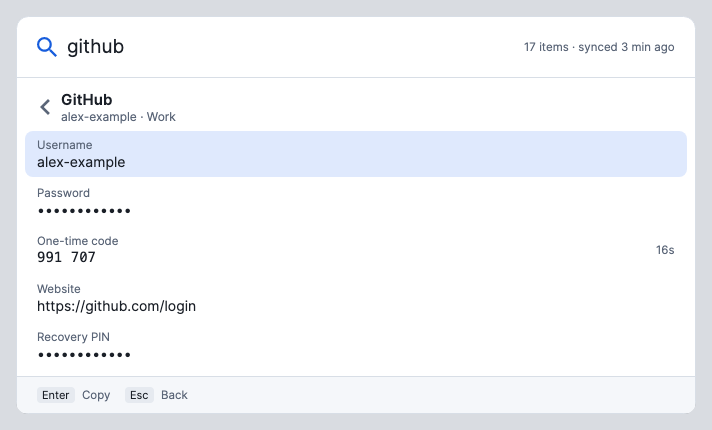 github
17 items · synced 3 min ago
GitHub
alex-example · Work
Username
alex-example
Password
••••••••••••
One-time code
991 707
16s
Website
https://github.com/login
Recovery PIN
••••••••••••
Enter Copy Esc Back